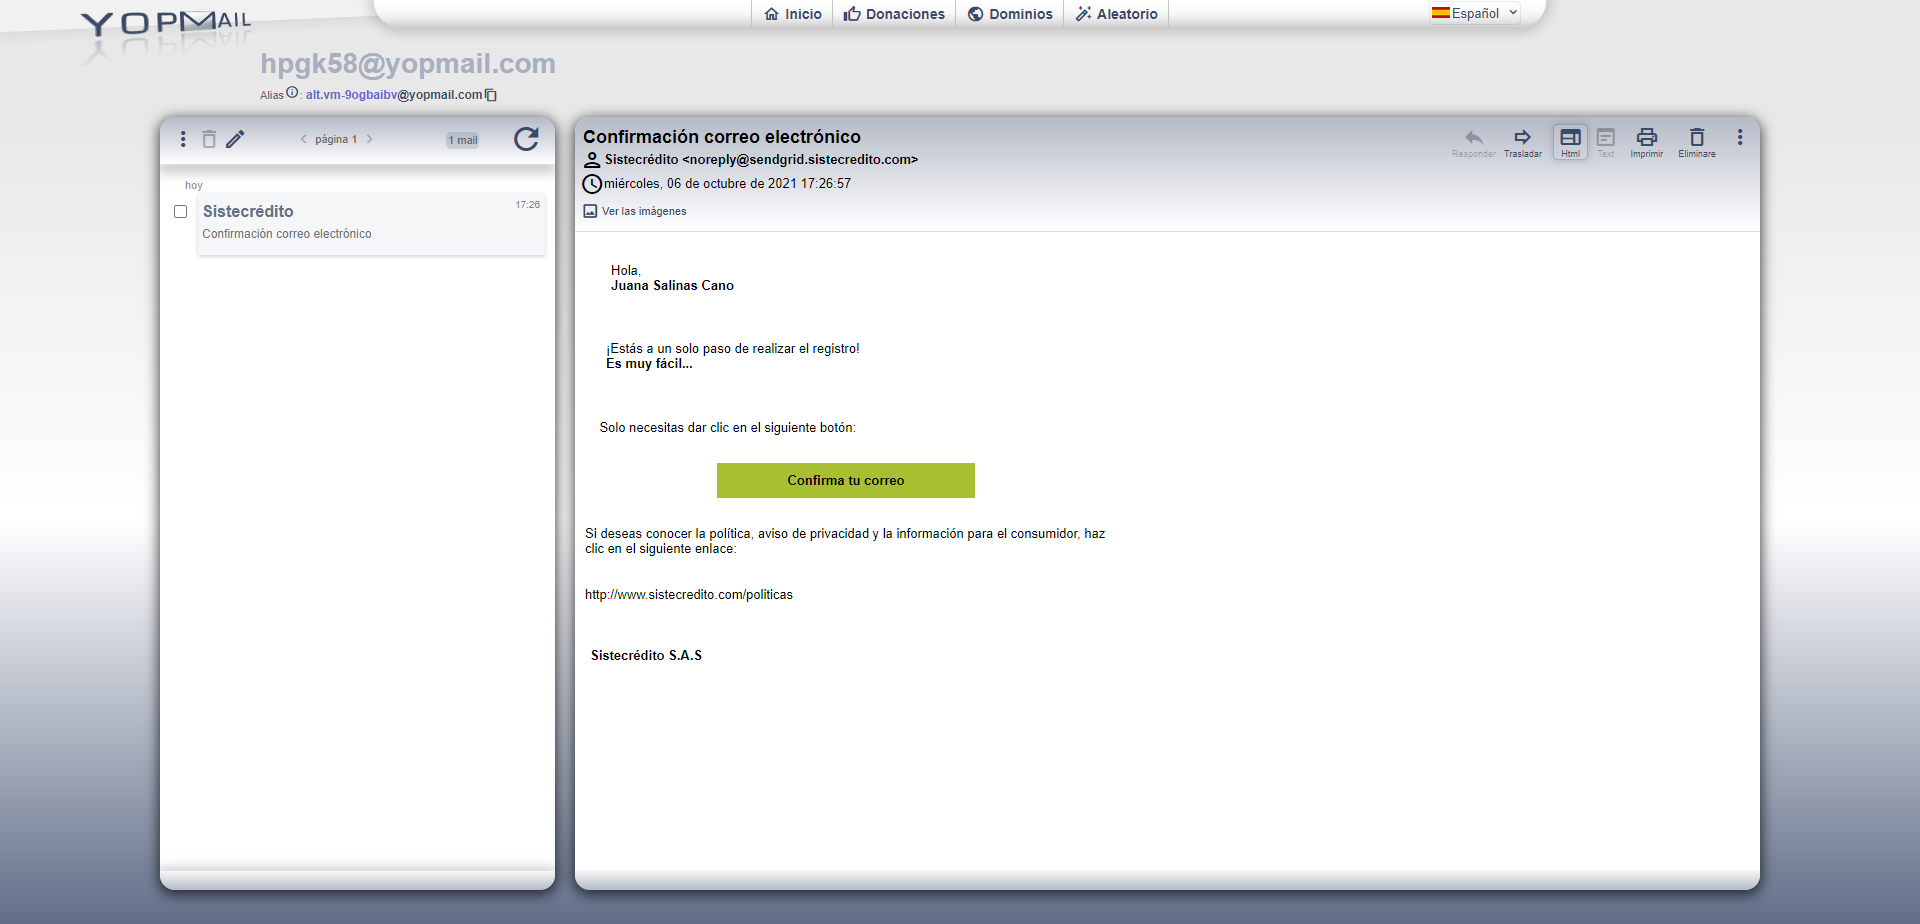 YOPMAIL
Inicio
Donaciones
Dominios
Aleatorio
Español
hpgk58@yopmail.com
Alias : alt.vm-9ogbaibv@yopmail.com
página 1
1 mail
hoy
Sistecrédito
17:26
Confirmación correo electrónico
Confirmación correo electrónico
Sistecrédito <noreply@sendgrid.sistecredito.com>
miércoles, 06 de octubre de 2021 17:26:57
Ver las imágenes
Responder
Trasladar
Html
Text
Imprimir
Eliminare
Hola,
Juana Salinas Cano
¡Estás a un solo paso de realizar el registro!
Es muy fácil...
Solo necesitas dar clic en el siguiente botón:
Confirma tu correo
Si deseas conocer la política, aviso de privacidad y la información para el consumidor, haz
clic en el siguiente enlace:
http://www.sistecredito.com/politicas
Sistecrédito S.A.S